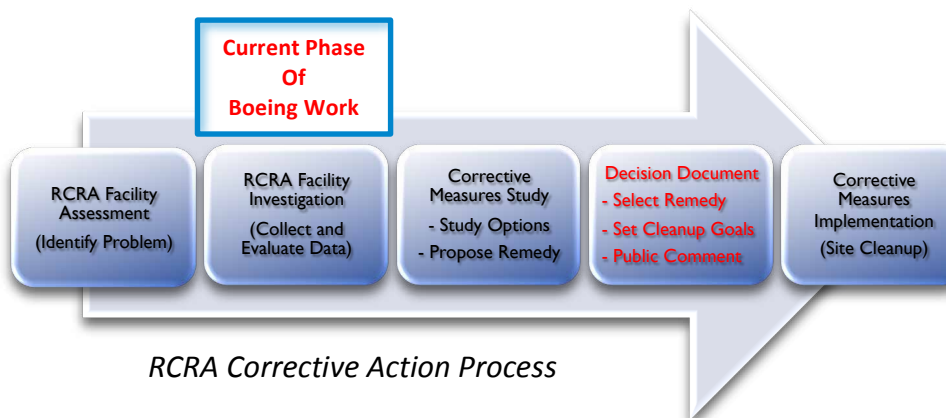 Current Phase
Of
Boeing Work
RCRA Facility
Assessment
(Identify Problem)
RCRA Facility
Investigation
(Collect and
Evaluate Data)
Corrective
Measures Study
- Study Options
- Propose Remedy
Decision Document
- Select Remedy
- Set Cleanup Goals
- Public Comment
Corrective
Measures
Implementation
(Site Cleanup)
RCRA Corrective Action Process